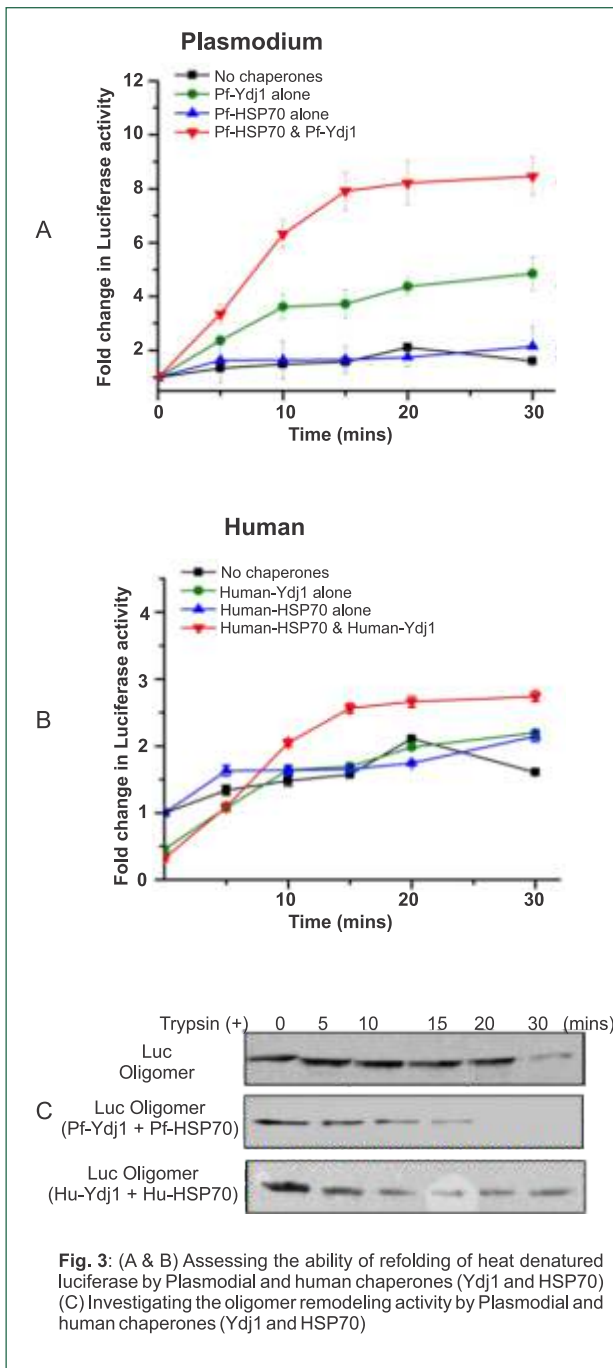 Plasmodium
No chaperones
Pf-Ydj1 alone
Pf-HSP70 alone
Pf-HSP70 & Pf-Ydj1
12
10
8
6
4
2
Fold change in Luciferase activity
A
0 10 20 30
Time (mins)
Human
No chaperones
Human-Ydj1 alone
Human-HSP70 alone
Human-HSP70 & Human-Ydj1
4
3
2
1
0
Fold change in Luciferase activity
B
10 20 30
Time (mins)
Trypsin (+) 0 5 10 15 20 30 (mins)
Luc
Oligomer
C
Luc Oligomer
(Pf-Ydj1 + Pf-HSP70)
Luc Oligomer
(Hu-Ydj1 + Hu-HSP70)
Fig. 3: (A & B) Assessing the ability of refolding of heat denatured
luciferase by Plasmodial and human chaperones (Ydj1 and HSP70)
(C) Investigating the oligomer remodeling activity by Plasmodial and
human chaperones (Ydj1 and HSP70)